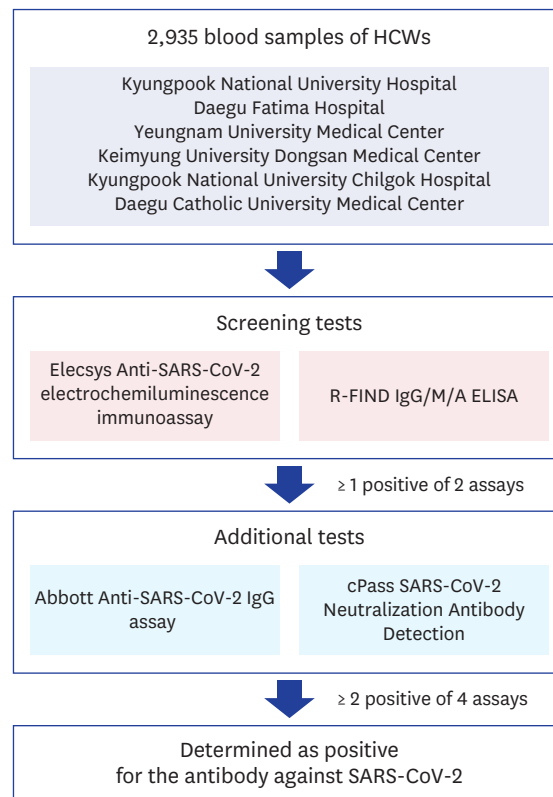 2,935 blood samples of HCWs
Kyungpook National University Hospital
Daegu Fatima Hospital
Yeungnam University Medical Center
Keimyung University Dongsan Medical Center
Kyungpook National University Chilgok Hospital
Daegu Catholic University Medical Center
Screening tests
Elecsys Anti-SARS-CoV-2
electrochemiluminescence
immunoassay
R-FIND IgG/M/A ELISA
≥ 1 positive of 2 assays
Additional tests
Abbott Anti-SARS-CoV-2 IgG
assay
cPass SARS-CoV-2
Neutralization Antibody
Detection
≥ 2 positive of 4 assays
Determined as positive
for the antibody against SARS-CoV-2